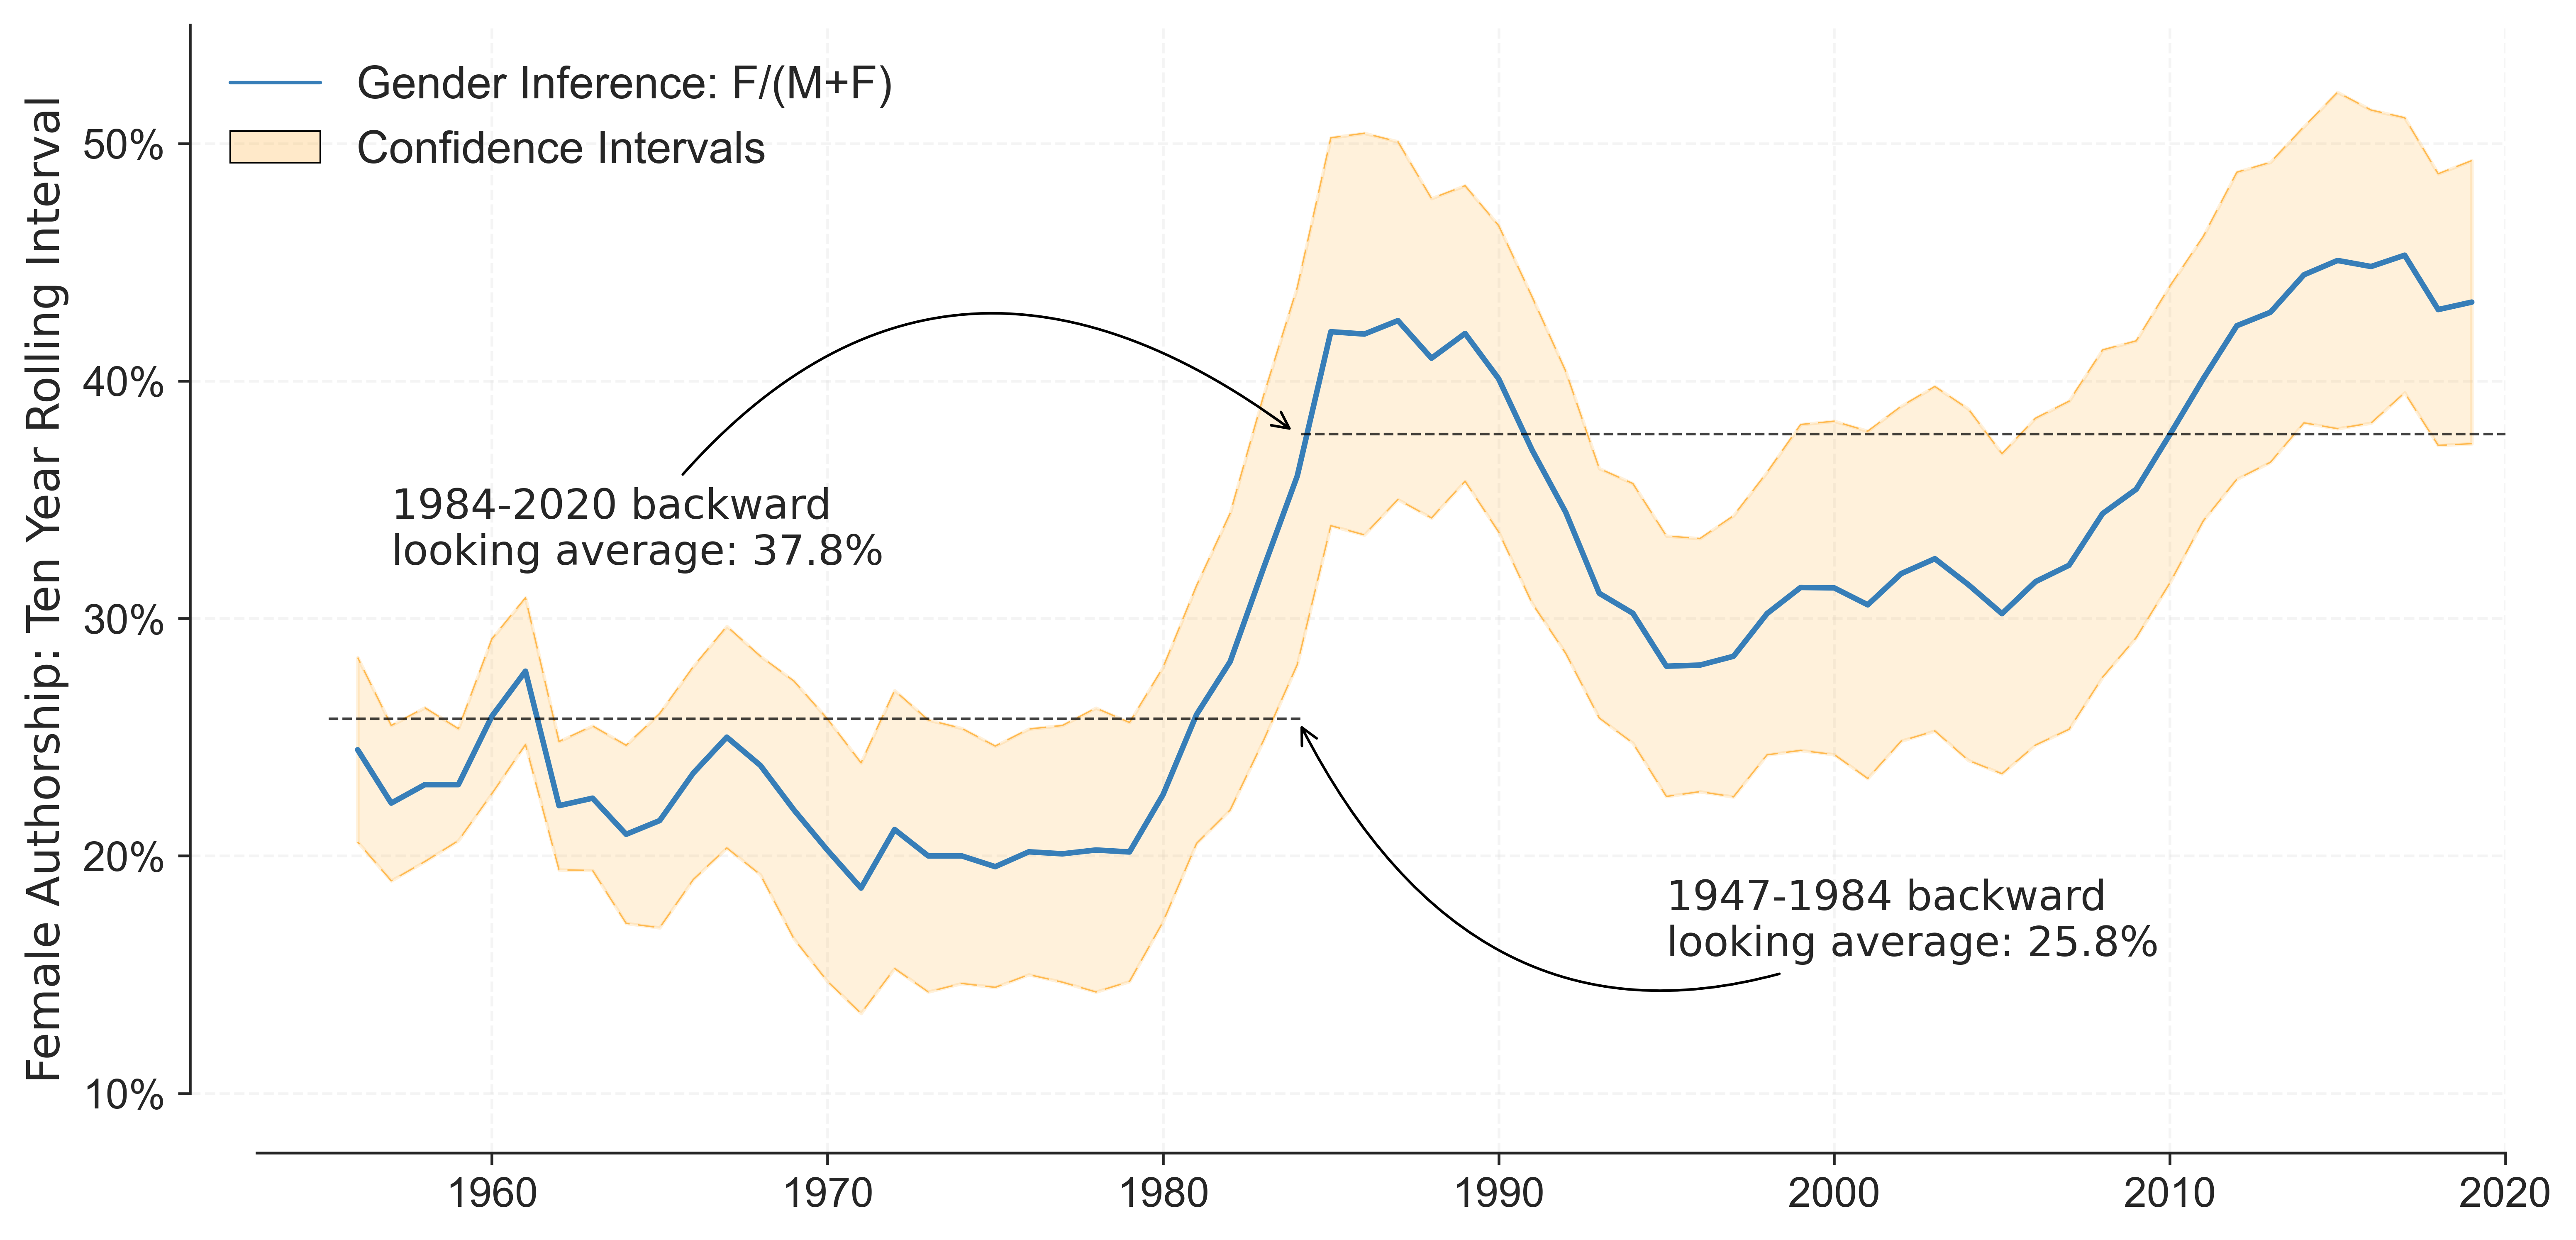 Gender Inference: F/(M+F)
Confidence Intervals
Female Authorship: Ten Year Rolling Interval
50%
40%
30%
20%
10%
1984-2020 backward
looking average: 37.8%
1947-1984 backward
looking average: 25.8%
1960
1970
1980
1990
2000
2010
2020